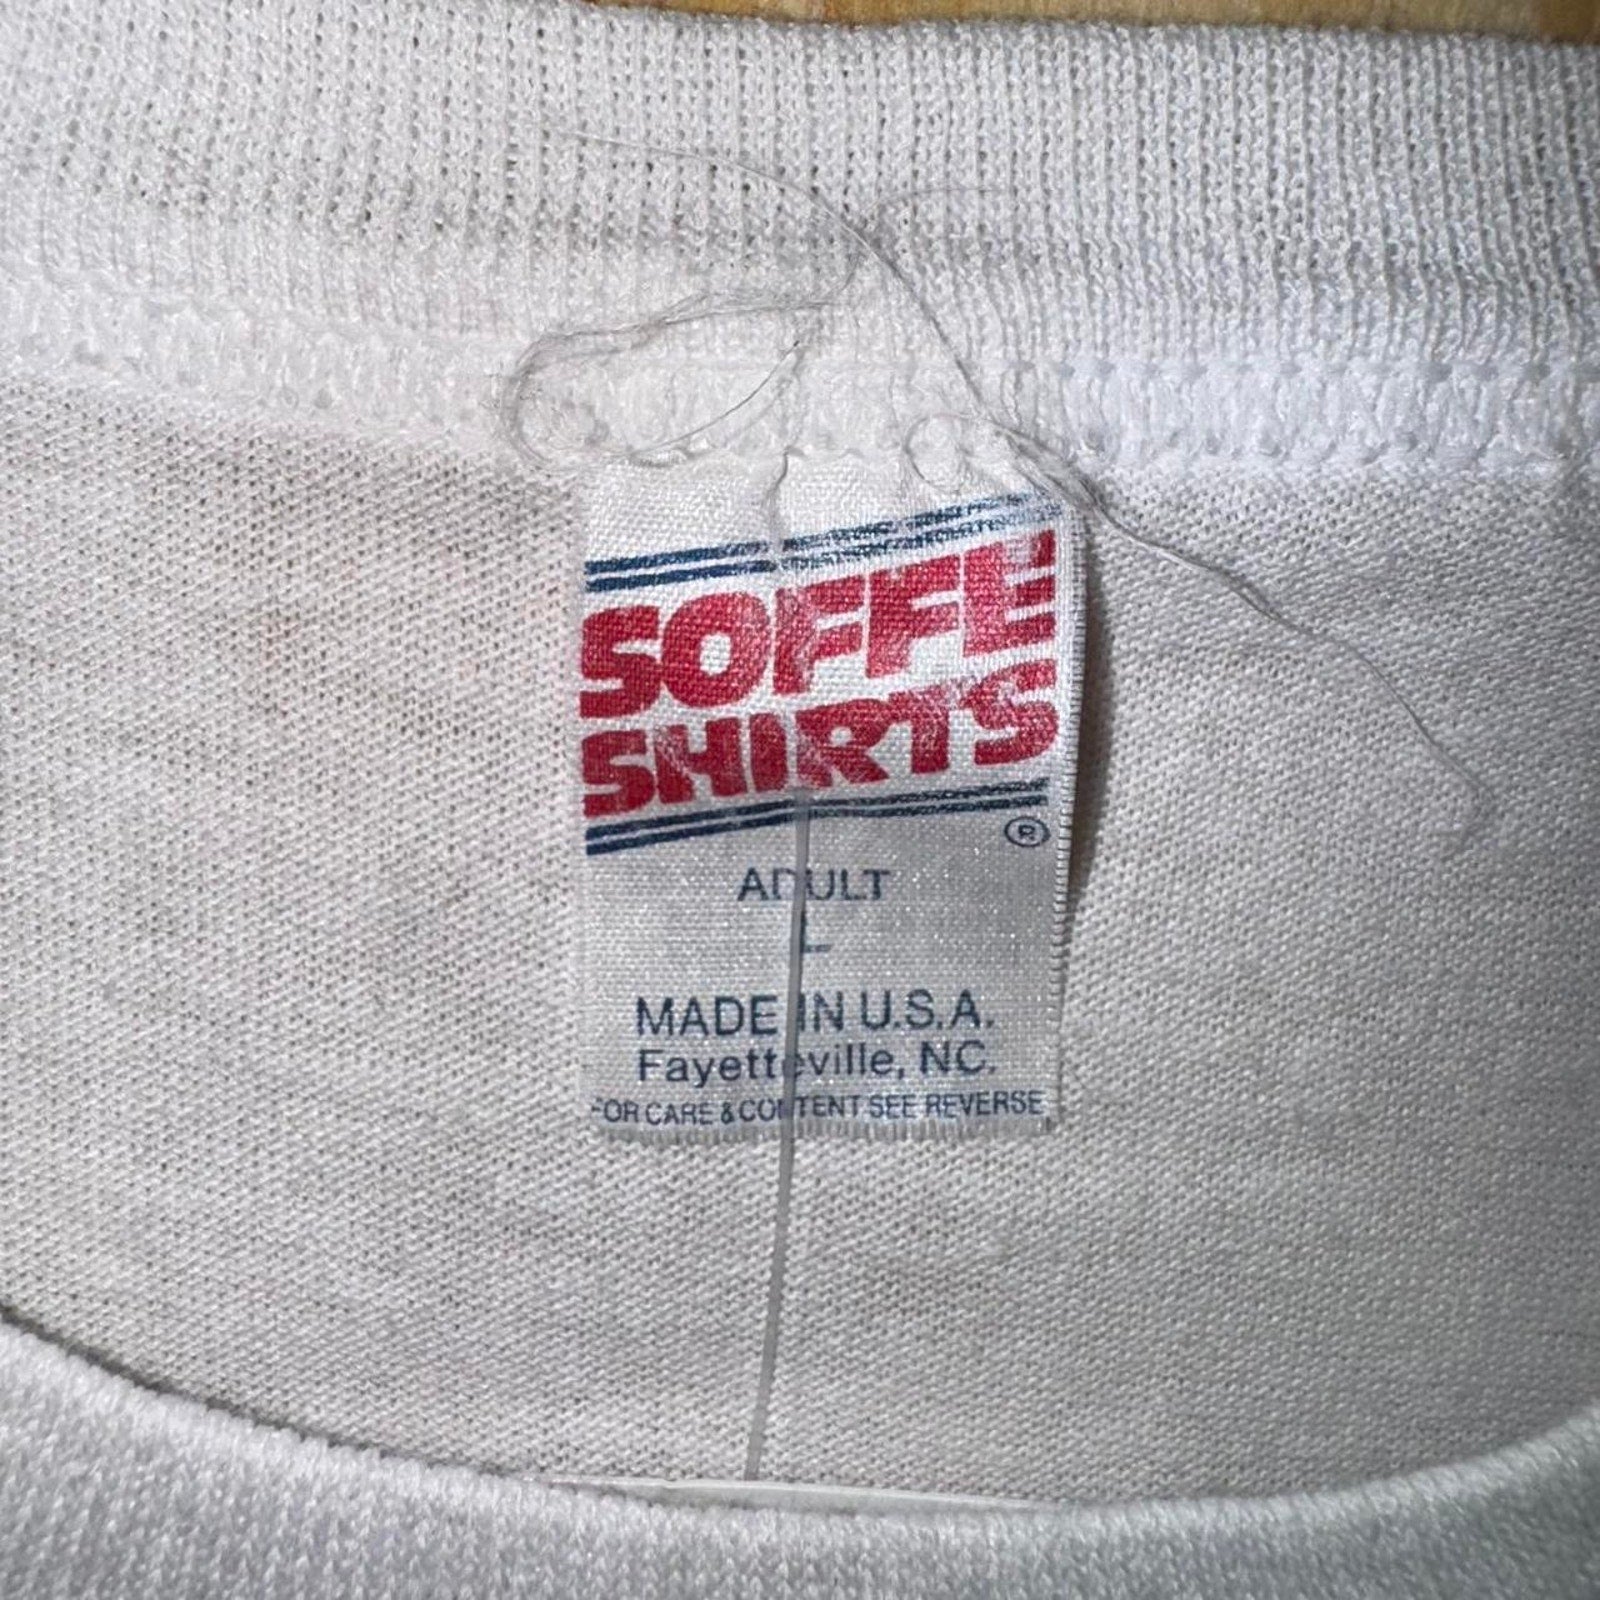 SOFFE
SHIRTS
®
ADULT
L
MADE IN U.S.A.
Fayetteville, NC.
FOR CARE & CONTENT SEE REVERSE